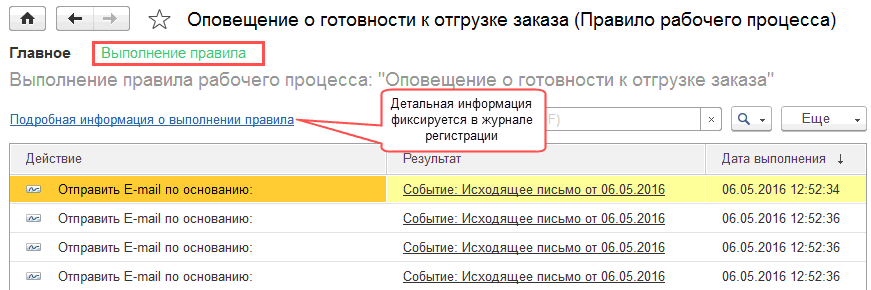 Оповещение о готовности к отгрузке заказа (Правило рабочего процесса)
Главное Выполнение правила
Выполнение правила рабочего процесса: "Оповещение о готовности к отгрузке заказа"
Подробная информация о выполнении правила
Детальная информация
фиксируется в журнале
регистрации
F)
×
Еще
Действие Результат Дата выполнения ↓
Отправить E-mail по основанию: Событие: Исходящее письмо от 06.05.2016 06.05.2016 12:52:34
Отправить E-mail по основанию: Событие: Исходящее письмо от 06.05.2016 06.05.2016 12:52:36
Отправить E-mail по основанию: Событие: Исходящее письмо от 06.05.2016 06.05.2016 12:52:36
Отправить E-mail по основанию: Событие: Исходящее письмо от 06.05.2016 06.05.2016 12:52:36